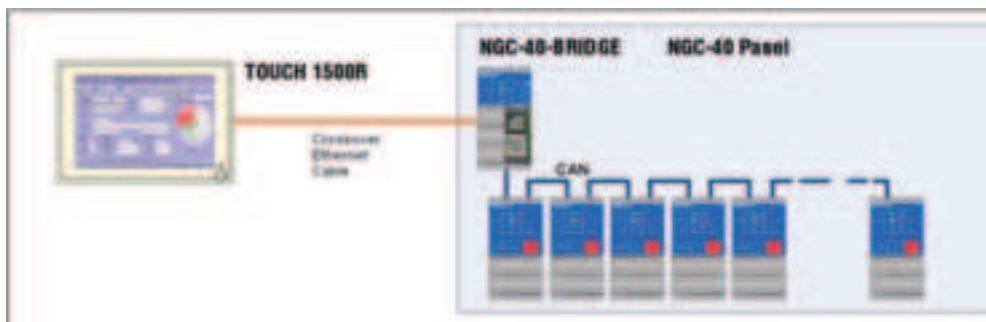 NGC-40-BRIDGE NGC-40 Panel
TOUCH 1500R
Crossover
Ethernet
Cable
CAN